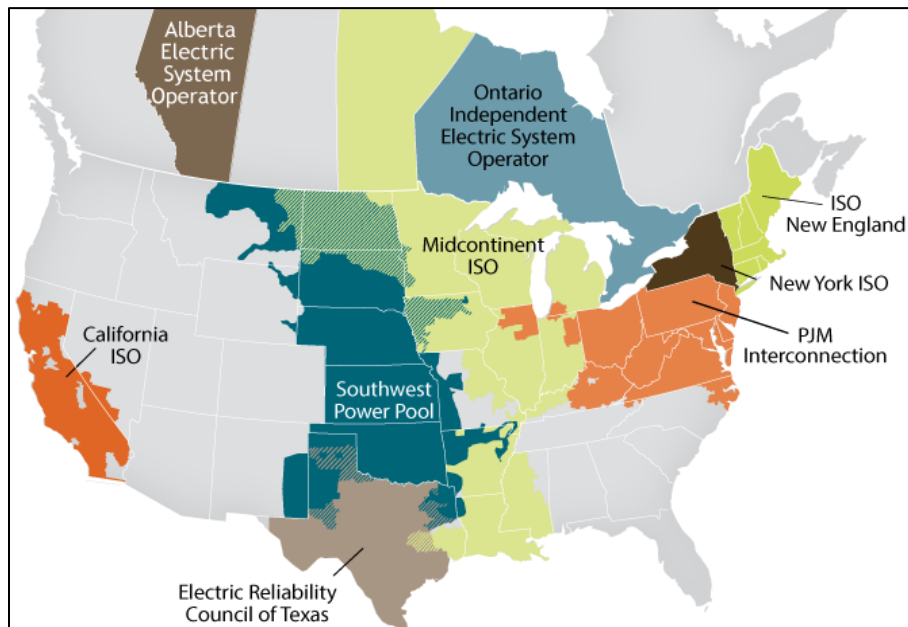 Alberta
Electric
System
Operator
Ontario
Independent
Electric System
Operator
ISO
New England
Midcontinent
ISO
New York ISO
California
ISO
PJM
Interconnection
Southwest
Power Pool
Electric Reliability
Council of Texas